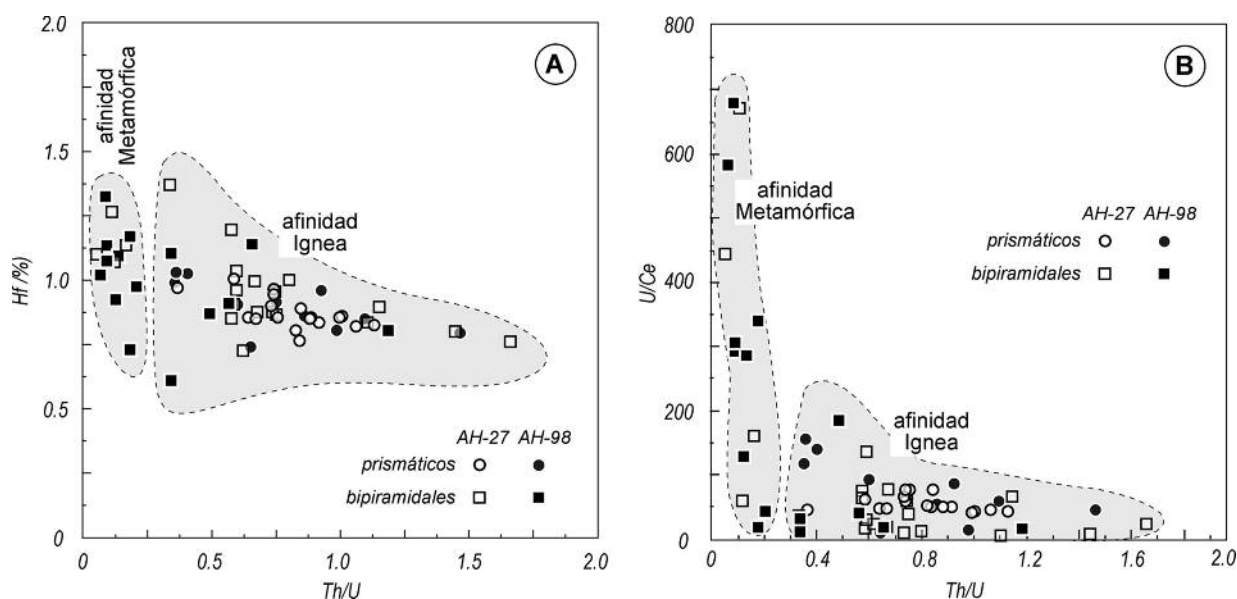 2.0
1.5
1.0
0.5
0
Hf /%)
0
0.5
1.0
1.5
2.0
Th/U
A
afinidad
Metamórfica
afinidad
Ignea
AH-27 AH-98
prismáticos
bipiramidales
800
600
400
200
0
U/Ce
0
0.4
0.8
1.2
1.6
2.0
Th/U
B
afinidad
Metamórfica
AH-27 AH-98
prismáticos
bipiramidales
afinidad
Ignea